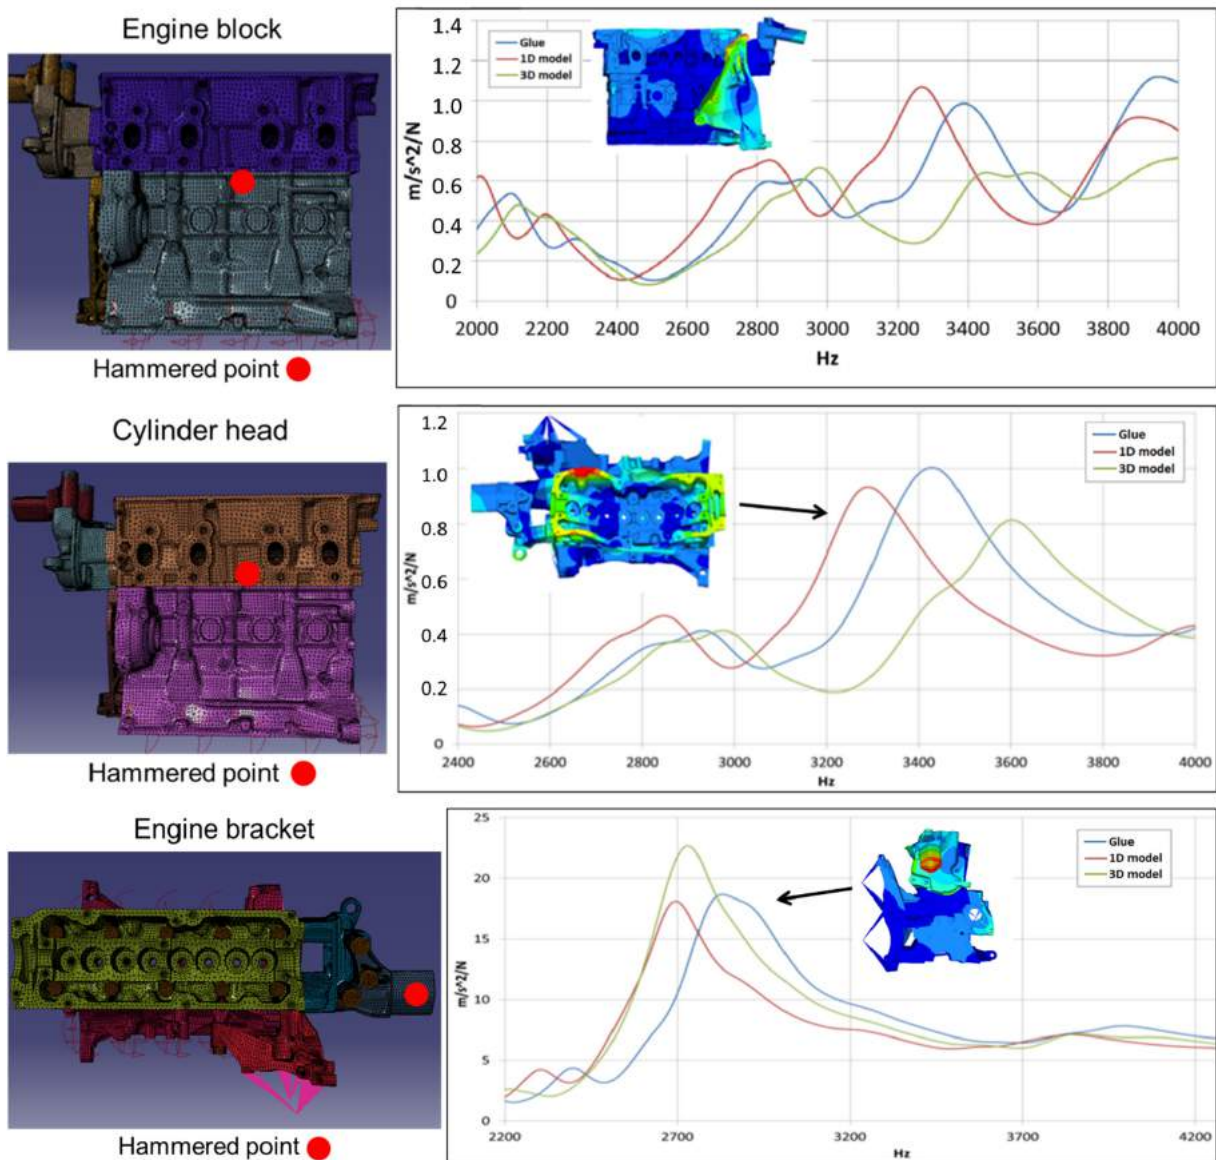 Engine block
Hammered point
m/s^2/N
1.4
1.2
1.0
0.8
0.6
0.4
0.2
0
Glue
1D model
3D model
2000 2200 2400 2600 2800 3000 3200 3400 3600 3800 4000
Hz
Cylinder head
Hammered point
m/s^2/N
1.2
1.0
0.8
0.6
0.4
0.2
0
Glue
1D model
3D model
2400 2600 2800 3000 3200 3400 3600 3800 4000
Hz
Engine bracket
Hammered point
m/s^2/N
25
20
15
10
5
0
Glue
1D model
3D model
2200 2700 3200 3700 4200
Hz